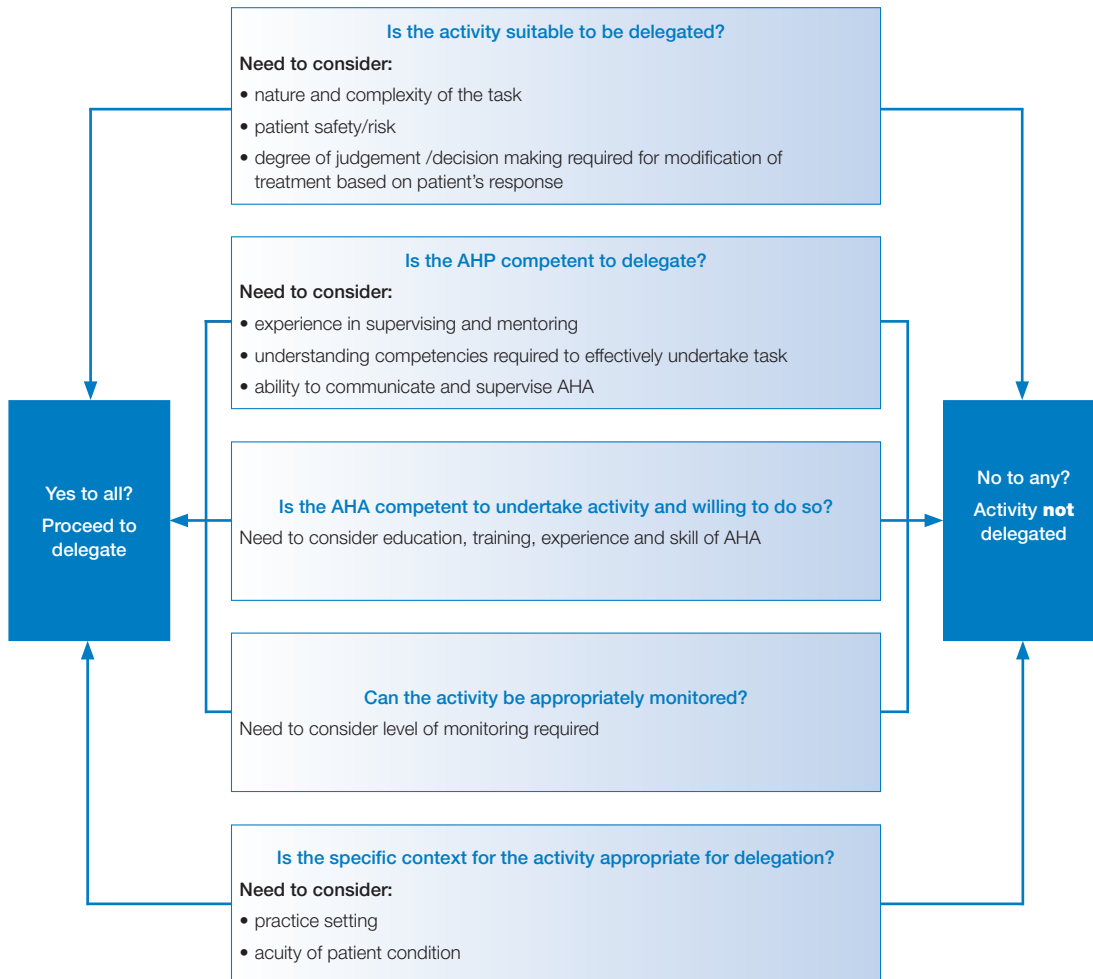 Is the activity suitable to be delegated?
Need to consider:
• nature and complexity of the task
• patient safety/risk
• degree of judgement /decision making required for modification of
treatment based on patient's response
Is the AHP competent to delegate?
Need to consider:
• experience in supervising and mentoring
• understanding competencies required to effectively undertake task
• ability to communicate and supervise AHA
Yes to all?
Proceed to
delegate
Is the AHA competent to undertake activity and willing to do so?
Need to consider education, training, experience and skill of AHA
No to any?
Activity not
delegated
Can the activity be appropriately monitored?
Need to consider level of monitoring required
Is the specific context for the activity appropriate for delegation?
Need to consider:
• practice setting
• acuity of patient condition